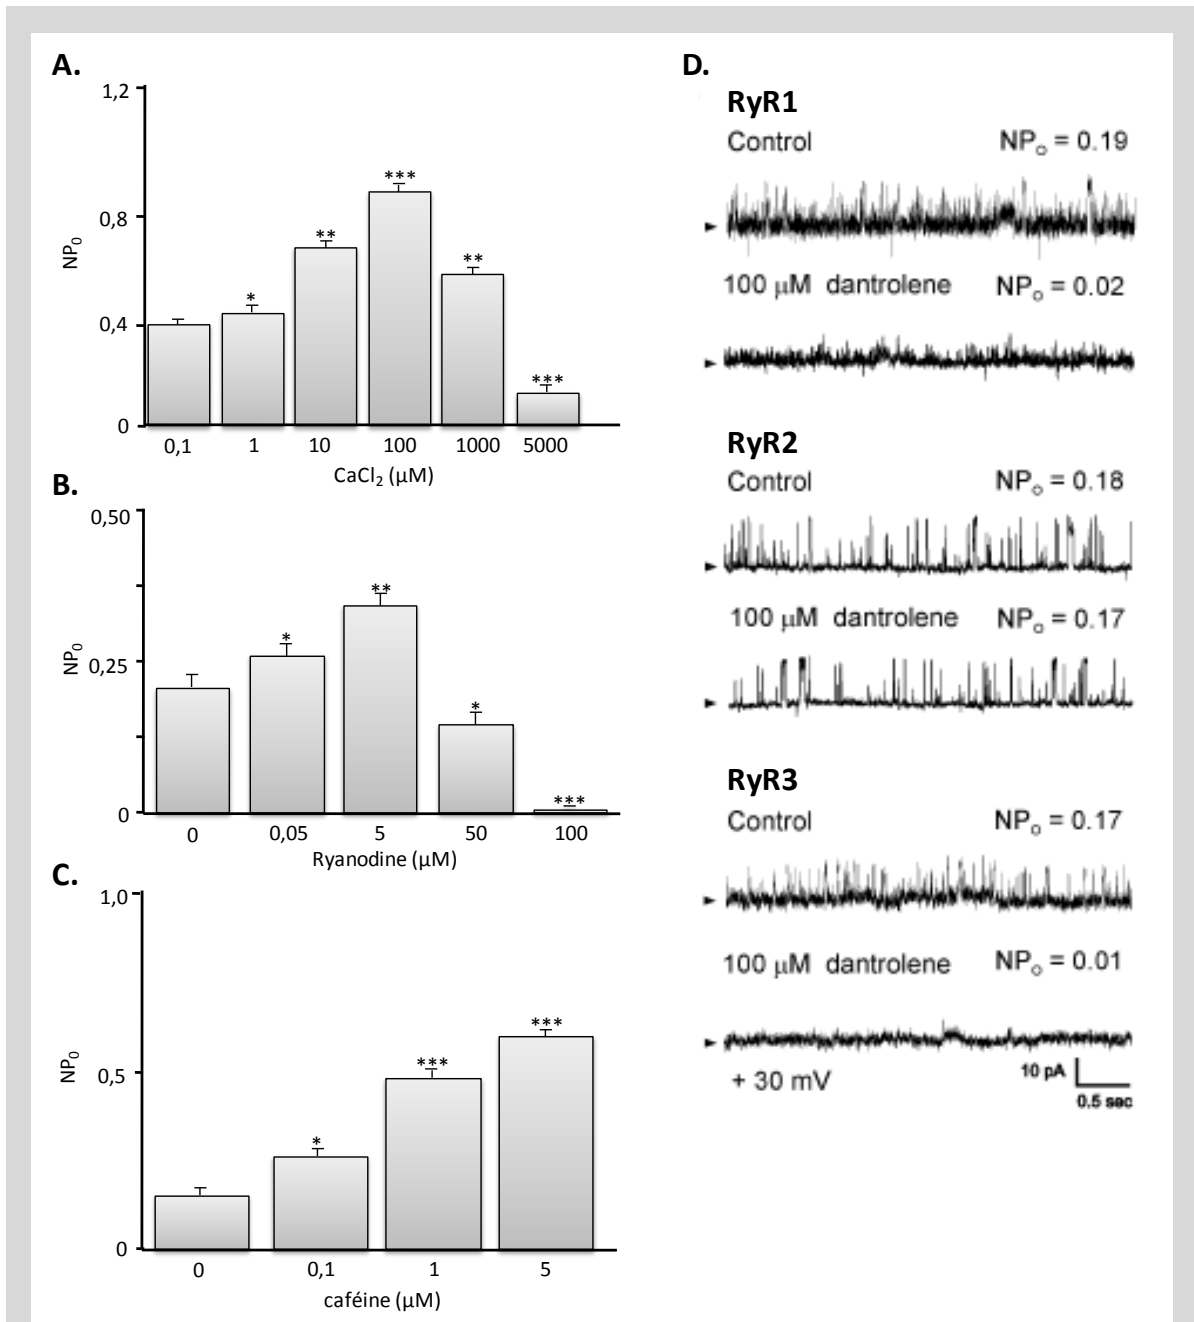 A.
1,2
0,8
0,4
0
NP0
*
**
***
**
***
0,1 1 10 100 1000 5000
CaCl2 (µM)
B.
0,50
0,25
0
NP0
*
**
*
***
0 0,05 5 50 100
Ryanodine (µM)
C.
1,0
0,5
0
NP0
*
***
***
0 0,1 1 5
caféine (µM)
D.
RyR1
Control NPo = 0.19
100 µM dantrolene NPo = 0.02
RyR2
Control NPo = 0.18
100 µM dantrolene NPo = 0.17
RyR3
Control NPo = 0.17
100 µM dantrolene NPo = 0.01
+ 30 mV
10 pA
0.5 sec